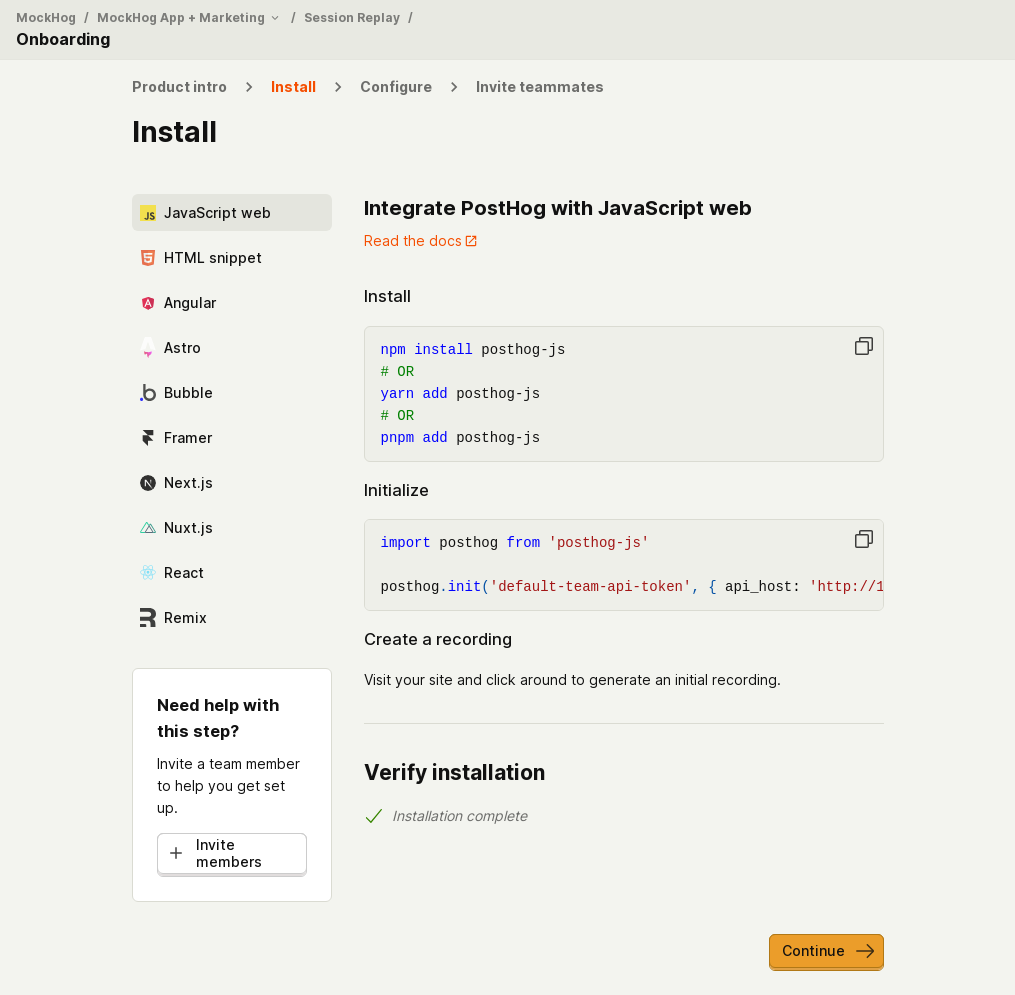 MockHog / MockHog App + Marketing / Session Replay /
Onboarding
Product intro Install Configure Invite teammates
Install
JavaScript web
HTML snippet
Angular
Astro
Bubble
Framer
Next.js
Nuxt.js
React
Remix
Need help with
this step?
Invite a team member
to help you get set
up.
Invite
members
Integrate PostHog with JavaScript web
Read the docs
Install
npm install posthog-js
# OR
yarn add posthog-js
# OR
pnpm add posthog-js
Initialize
import posthog from 'posthog-js'
posthog.init('default-team-api-token', { api_host: 'http://1
Create a recording
Visit your site and click around to generate an initial recording.
Verify installation
Installation complete
Continue